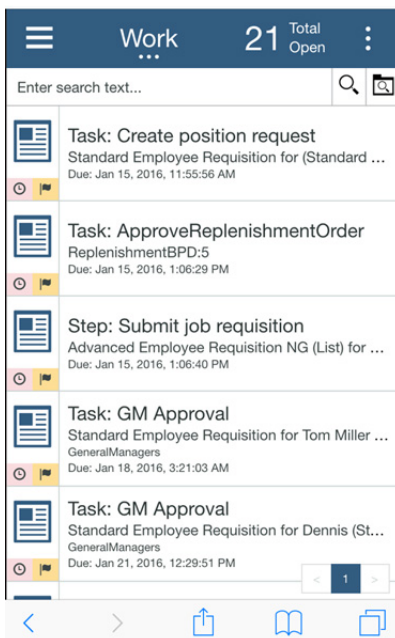 Work
21 Total
Open
Enter search text...
Task: Create position request
Standard Employee Requisition for (Standard ...
Due: Jan 15, 2016, 11:55:56 AM
Task: ApproveReplenishmentOrder
ReplenishmentBPD:5
Due: Jan 15, 2016, 1:06:29 PM
Step: Submit job requisition
Advanced Employee Requisition NG (List) for ...
Due: Jan 15, 2016, 1:06:40 PM
Task: GM Approval
Standard Employee Requisition for Tom Miller ...
GeneralManagers
Due: Jan 18, 2016, 3:21:03 AM
Task: GM Approval
Standard Employee Requisition for Dennis (St...
GeneralManagers
Due: Jan 21, 2016, 12:29:51 PM
< 1 >